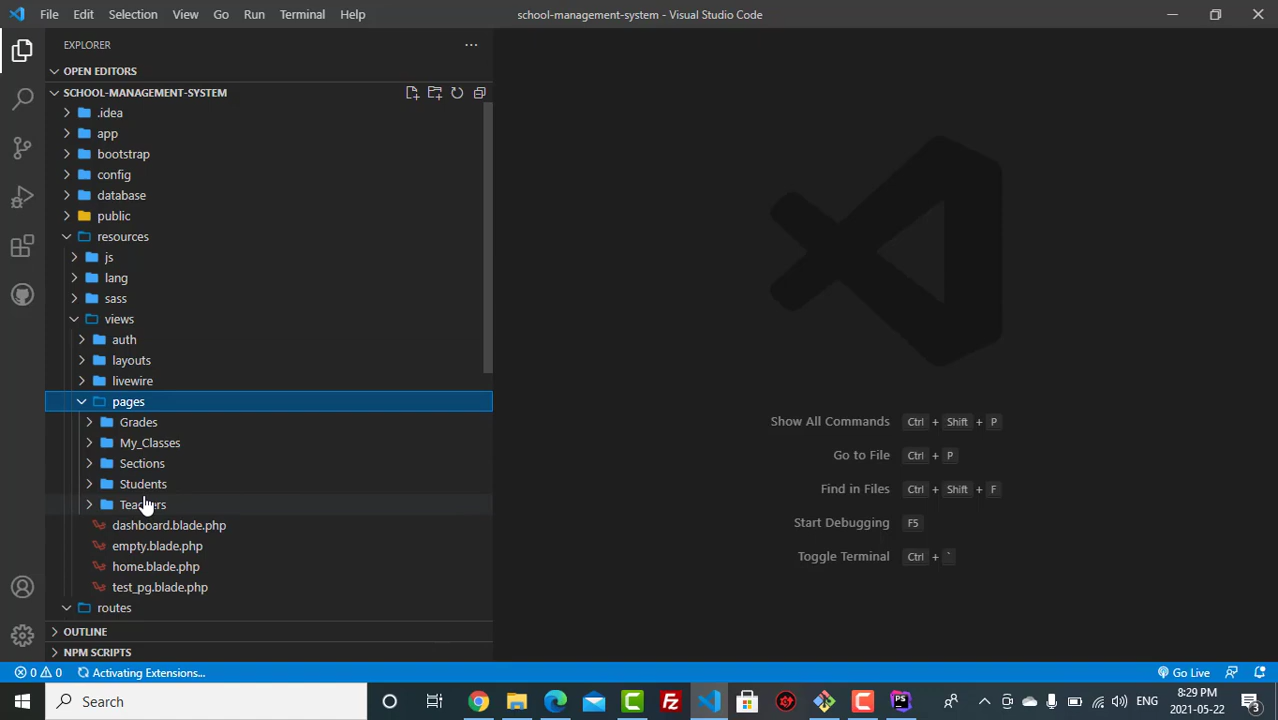 File Edit Selection View Go Run Terminal Help school-management-system - Visual Studio Code
EXPLORER
OPEN EDITORS
SCHOOL-MANAGEMENT-SYSTEM
.idea
app
bootstrap
config
database
public
resources
js
lang
sass
views
auth
layouts
livewire
pages
Grades
My_Classes
Sections
Students
Teachers
dashboard.blade.php
empty.blade.php
home.blade.php
test_pg.blade.php
routes
OUTLINE
NPM SCRIPTS
Show All Commands Ctrl + Shift + P
Go to File Ctrl + P
Find in Files Ctrl + Shift + F
Start Debugging F5
Toggle Terminal Ctrl + `
0 0 Activating Extensions... Go Live
Search
ENG
8:29 PM
2021-05-22
3